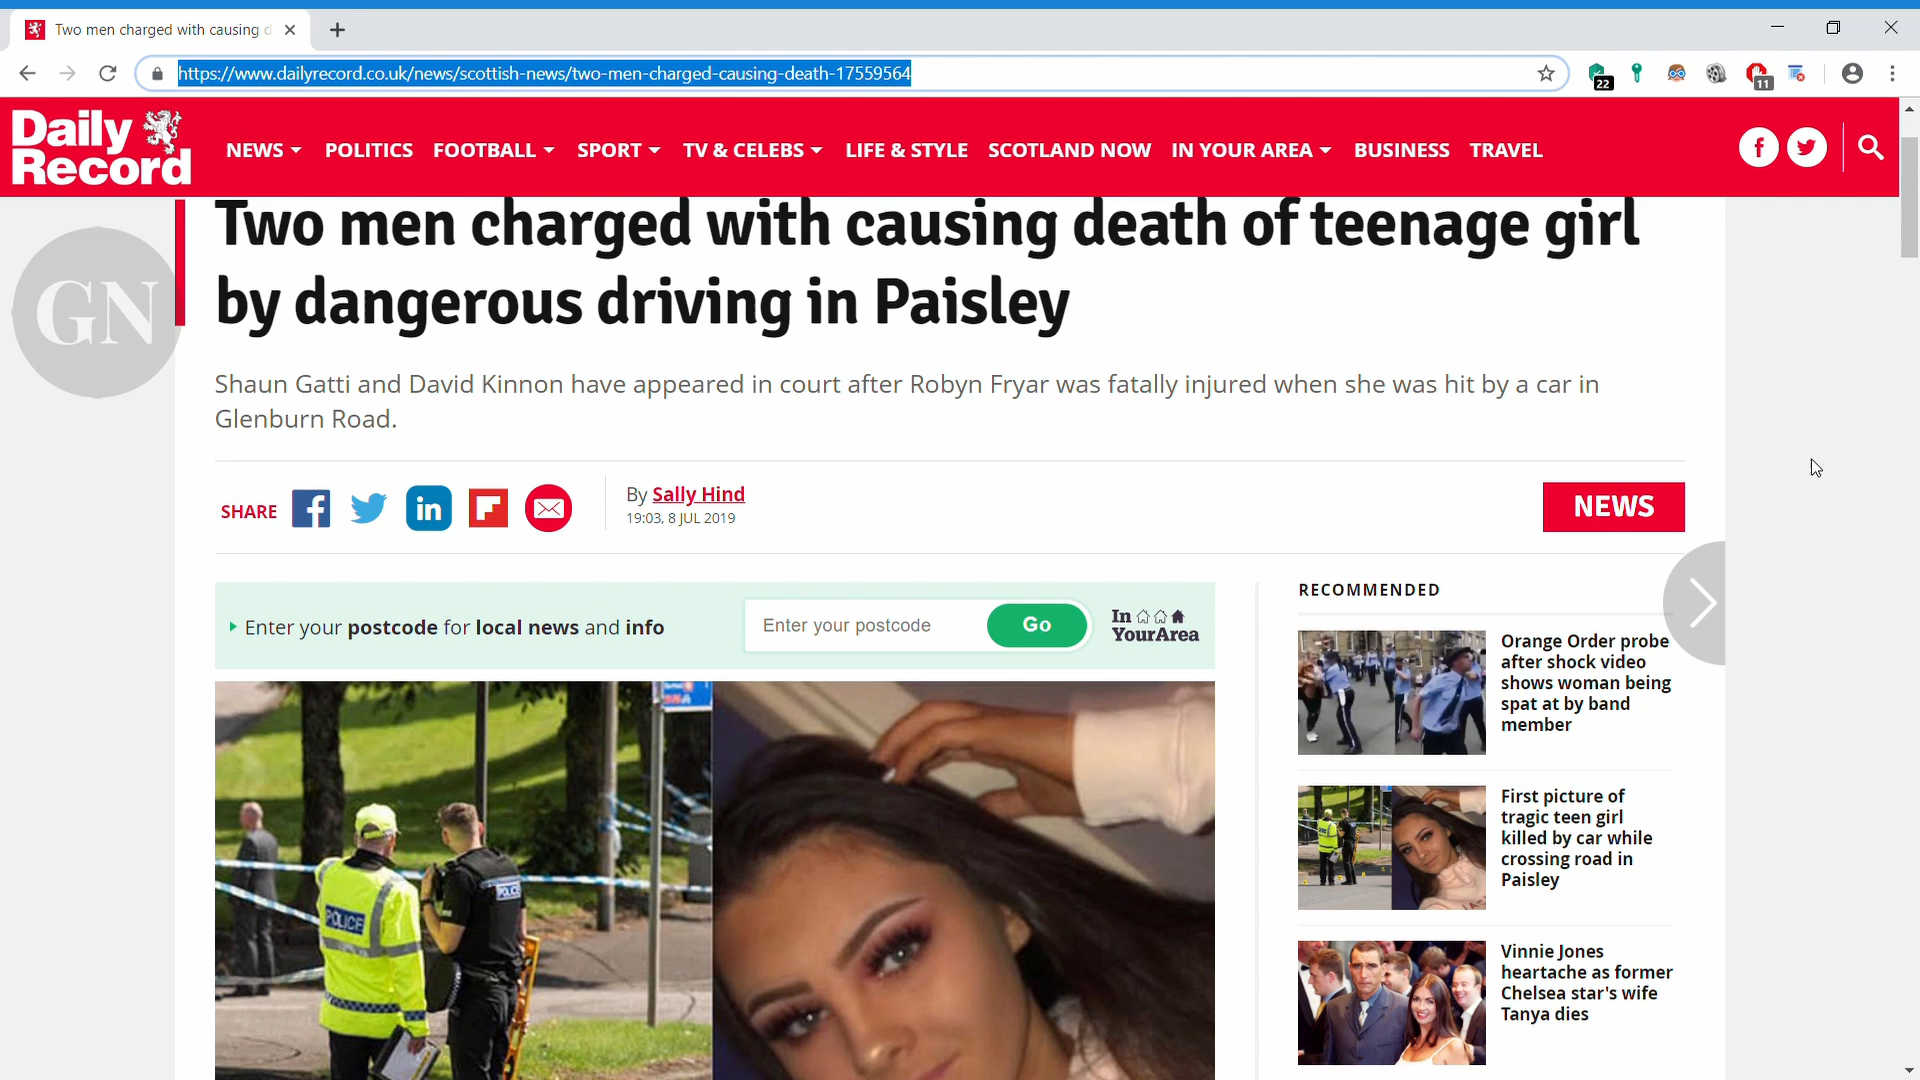 Two men charged with causing d
https://www.dailyrecord.co.uk/news/scottish-news/two-men-charged-causing-death-17559564
22
11
Daily
Record
NEWS
POLITICS
FOOTBALL
SPORT
TV & CELEBS
LIFE & STYLE
SCOTLAND NOW
IN YOUR AREA
BUSINESS
TRAVEL
GN
Two men charged with causing death of teenage girl
by dangerous driving in Paisley
Shaun Gatti and David Kinnon have appeared in court after Robyn Fryar was fatally injured when she was hit by a car in
Glenburn Road.
SHARE
By Sally Hind
19:03, 8 JUL 2019
NEWS
Enter your postcode for local news and info
Enter your postcode
Go
In
YourArea
POLICE
POLICE
RECOMMENDED
Orange Order probe
after shock video
shows woman being
spat at by band
member
First picture of
tragic teen girl
killed by car while
crossing road in
Paisley
Vinnie Jones
heartache as former
Chelsea star's wife
Tanya dies